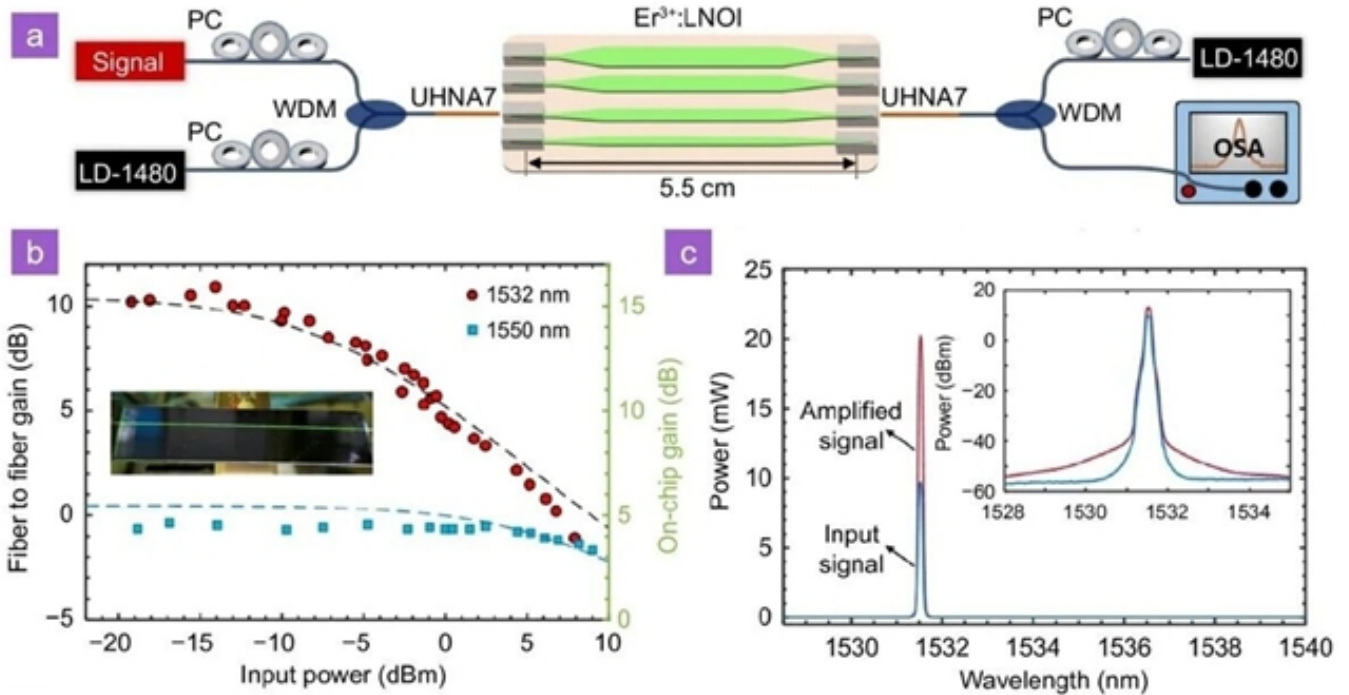 a
Er³⁺:LNOI
PC
PC
Signal
LD-1480
WDM
UHNA7
UHNA7
WDM
PC
LD-1480
OSA
5.5 cm
b
Fiber to fiber gain (dB)
10
5
0
−5
1532 nm
1550 nm
15
10
5
0
On-chip gain (dB)
−20 −15 −10 −5 0 5 10
Input power (dBm)
c
Power (mW)
25
20
15
10
5
0
Amplified
signal
Input
signal
1530 1532 1534 1536 1538 1540
Wavelength (nm)
Power (dBm)
20
0
−20
−40
−60
1528 1530 1532 1534